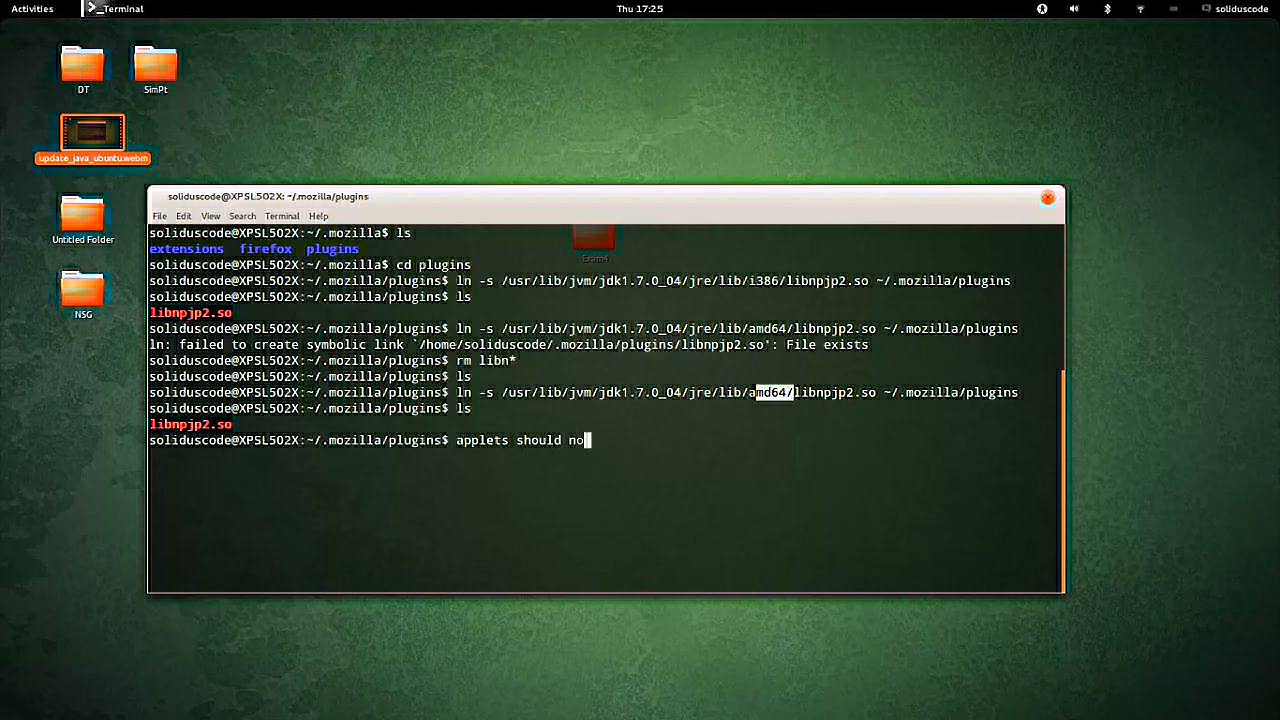 Activities
Terminal
Thu 17:25
soliduscode
DT
SimPt
update_java_ubuntu.webm
Untitled Folder
NSG
soliduscode@XPSL502X: ~/.mozilla/plugins
File Edit View Search Terminal Help
soliduscode@XPSL502X:~/.mozilla$ ls
extensions firefox plugins
Exam4
soliduscode@XPSL502X:~/.mozilla$ cd plugins
soliduscode@XPSL502X:~/.mozilla/plugins$ ln -s /usr/lib/jvm/jdk1.7.0_04/jre/lib/i386/libnpjp2.so ~/.mozilla/plugins
soliduscode@XPSL502X:~/.mozilla/plugins$ ls
libnpjp2.so
soliduscode@XPSL502X:~/.mozilla/plugins$ ln -s /usr/lib/jvm/jdk1.7.0_04/jre/lib/amd64/libnpjp2.so ~/.mozilla/plugins
ln: failed to create symbolic link `/home/soliduscode/.mozilla/plugins/libnpjp2.so': File exists
soliduscode@XPSL502X:~/.mozilla/plugins$ rm libn*
soliduscode@XPSL502X:~/.mozilla/plugins$ ls
soliduscode@XPSL502X:~/.mozilla/plugins$ ln -s /usr/lib/jvm/jdk1.7.0_04/jre/lib/amd64/libnpjp2.so ~/.mozilla/plugins
soliduscode@XPSL502X:~/.mozilla/plugins$ ls
libnpjp2.so
soliduscode@XPSL502X:~/.mozilla/plugins$ applets should no